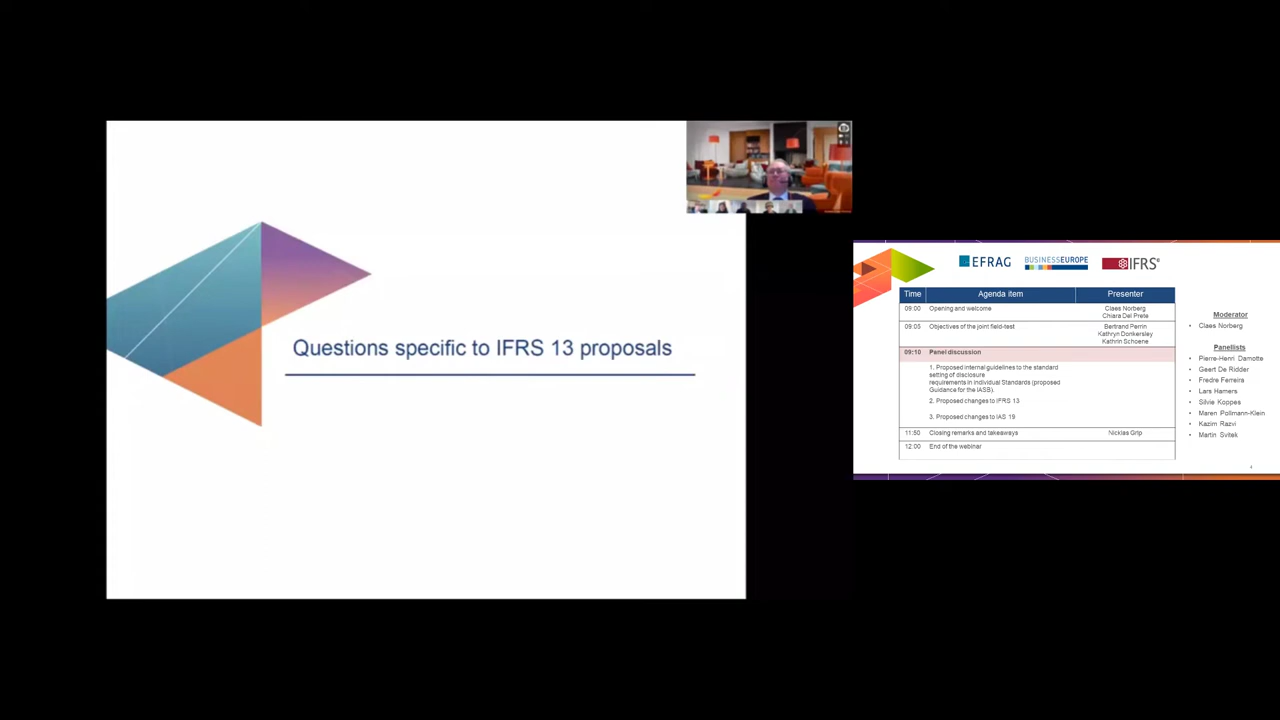 Questions specific to IFRS 13 proposals
EFRAG
BUSINESSEUROPE
IFRS®
Time Agenda item Presenter
09:00 Opening and welcome Claes Norberg
Chiara Del Prete
09:05 Objectives of the joint field-test Bertrand Perrin
Kathryn Donkersley
Kathrin Schoene
09:10 Panel discussion
1. Proposed internal guidelines to the standard
setting of disclosure
requirements in individual Standards (proposed
Guidance for the IASB).
2. Proposed changes to IFRS 13
3. Proposed changes to IAS 19
11:50 Closing remarks and takeaways Nicklas Grip
12:00 End of the webinar
Moderator
• Claes Norberg
Panellists
• Pierre-Henri Damotte
• Geert De Ridder
• Fredre Ferreira
• Lars Hamers
• Silvie Koppes
• Maren Pollmann-Klein
• Kazim Razvi
• Martin Svitek